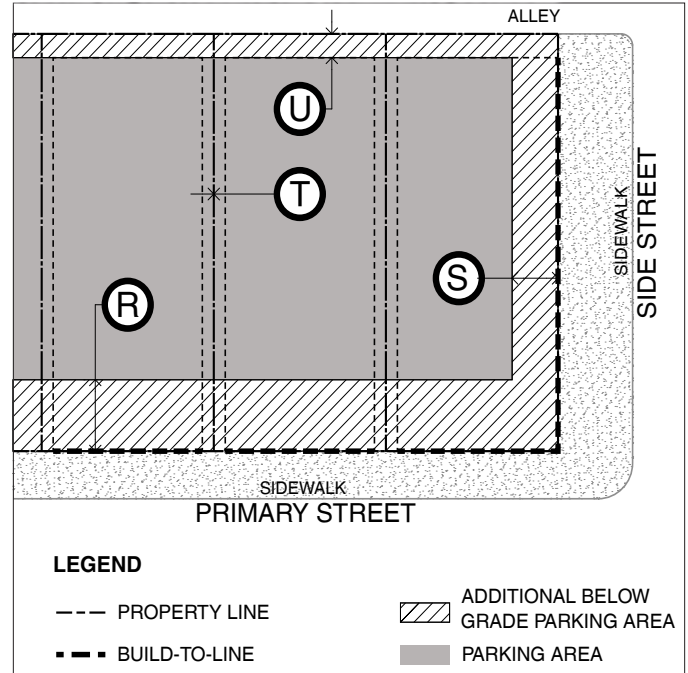 ALLEY
U
T
S
R
SIDEWALK
SIDE STREET
SIDEWALK
PRIMARY STREET
LEGEND
PROPERTY LINE
BUILD-TO-LINE
ADDITIONAL BELOW
GRADE PARKING AREA
PARKING AREA